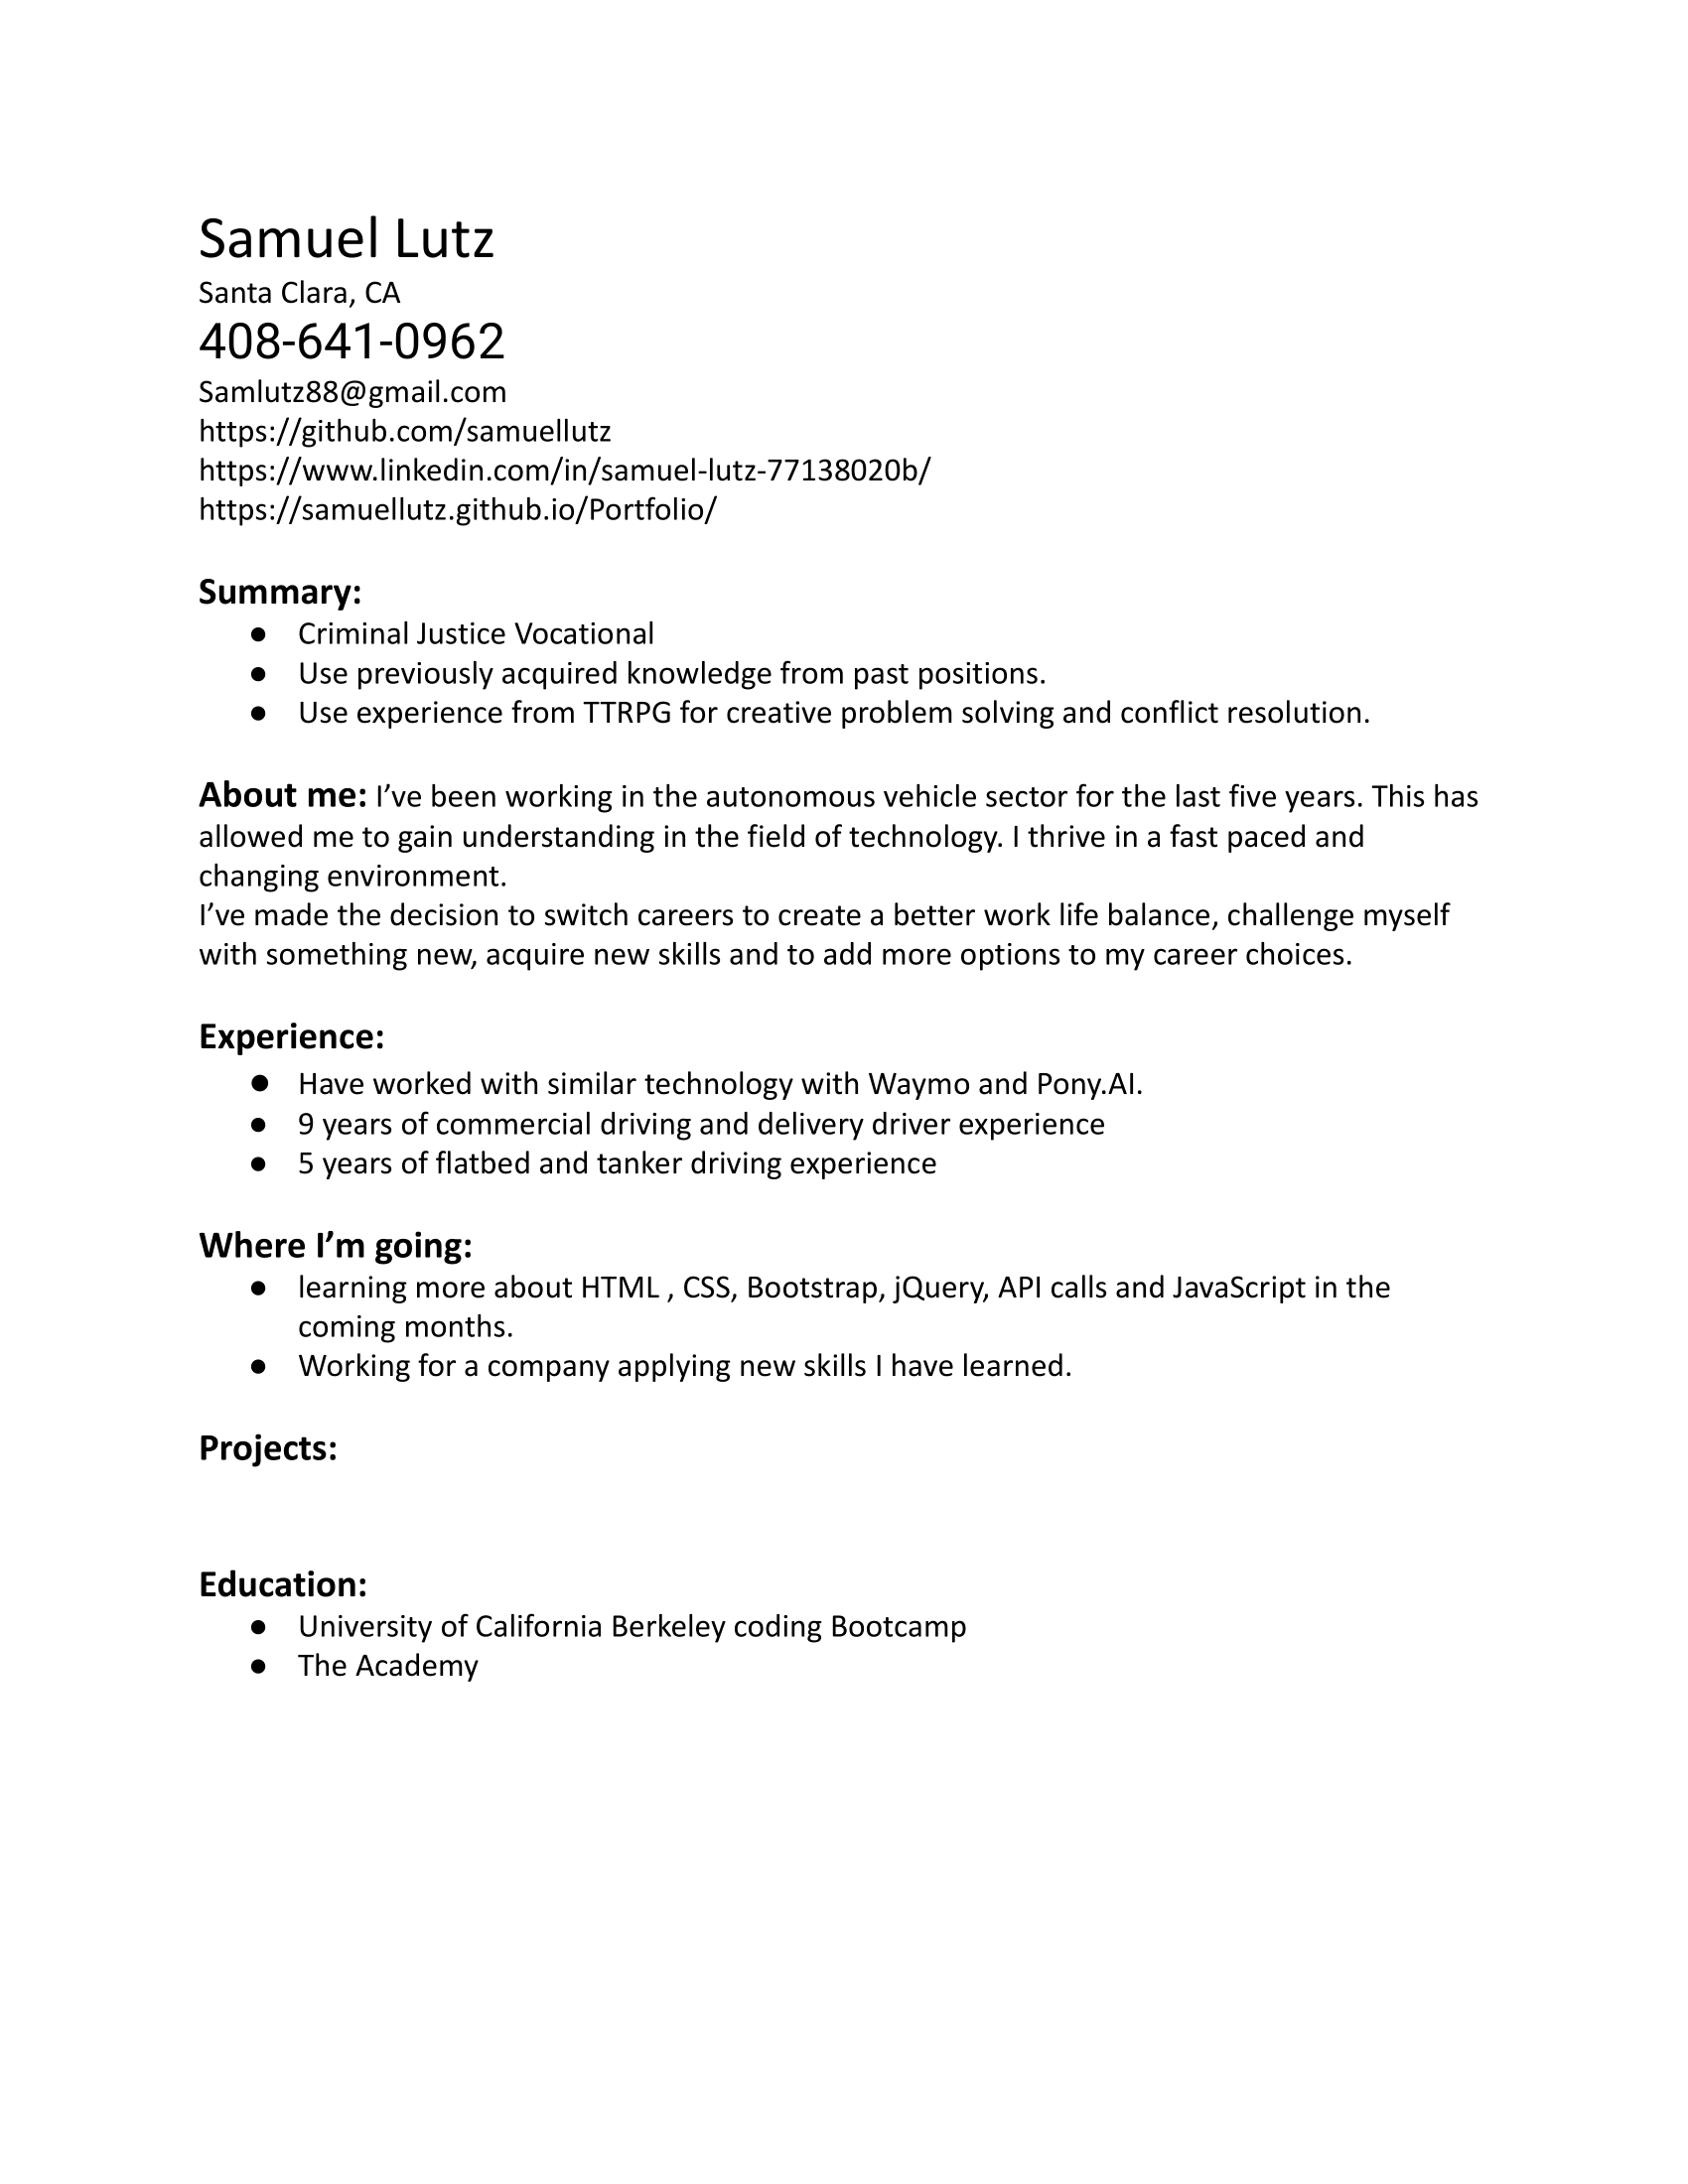 Samuel Lutz
Santa Clara, CA
408-641-0962
Samlutz88@gmail.com
https://github.com/samuellutz
https://www.linkedin.com/in/samuel-lutz-77138020b/
https://samuellutz.github.io/Portfolio/
Summary:
● Criminal Justice Vocational
● Use previously acquired knowledge from past positions.
● Use experience from TTRPG for creative problem solving and conflict resolution.
About me: I’ve been working in the autonomous vehicle sector for the last five years. This has
allowed me to gain understanding in the field of technology. I thrive in a fast paced and
changing environment.
I’ve made the decision to switch careers to create a better work life balance, challenge myself
with something new, acquire new skills and to add more options to my career choices.
Experience:
● Have worked with similar technology with Waymo and Pony.AI.
● 9 years of commercial driving and delivery driver experience
● 5 years of flatbed and tanker driving experience
Where I’m going:
● learning more about HTML , CSS, Bootstrap, jQuery, API calls and JavaScript in the
coming months.
● Working for a company applying new skills I have learned.
Projects:
Education:
● University of California Berkeley coding Bootcamp
● The Academy